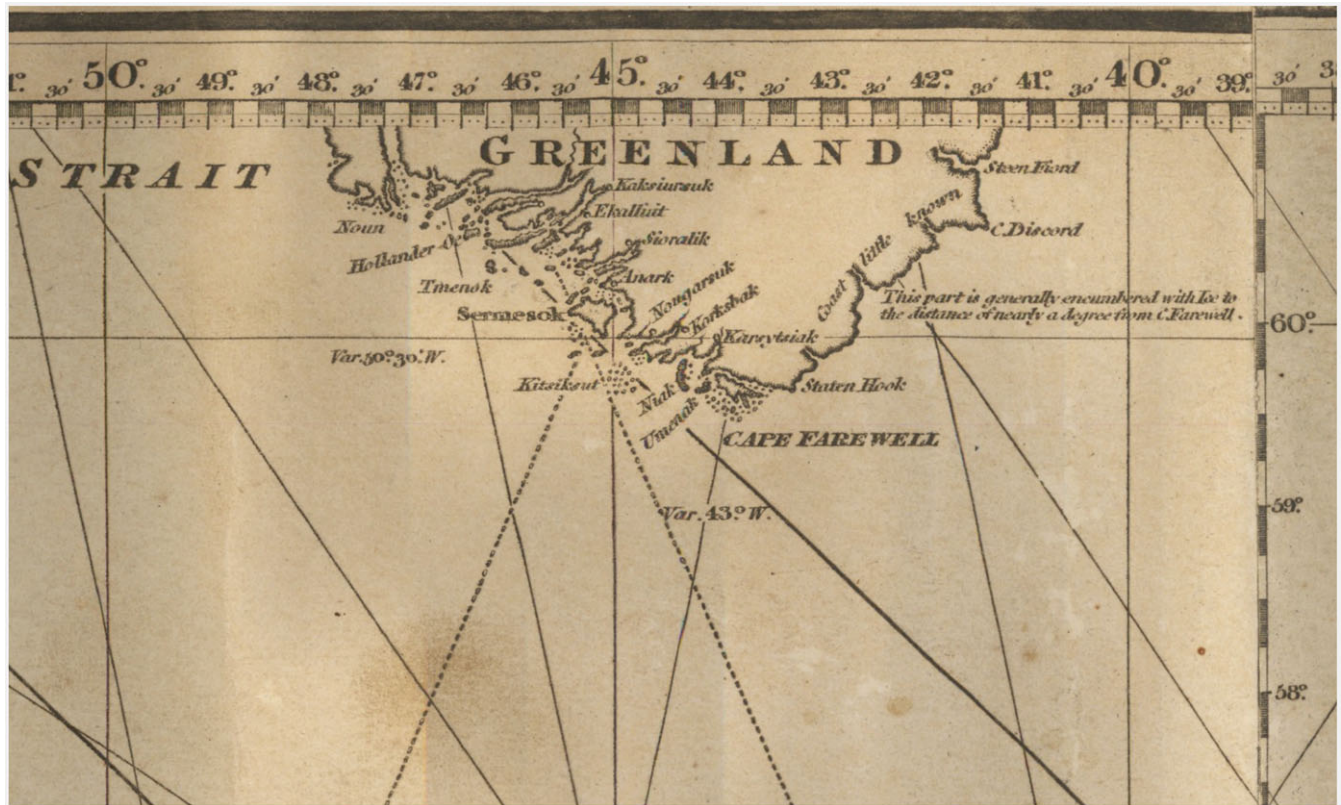 30' 50°. 30' 49°. 30' 48°. 30' 47°. 30' 46°. 30' 45°. 30' 44°. 30' 43°. 30' 42°. 30' 41°. 30' 40°. 30' 39° 30'
STRAIT
GREENLAND
Steen Fiord
Kaksiursuk
Ekalluit
Noun
Hollander
Sioralik
C. Discord
Coast little known
Tmenok
Anark
Nougarsuk
This part is generally encumbered with Ice to
the distance of nearly a degree from C. Farewell.
Sermesok
60°.
Korksbak
Karsytsiak
Var. 50° 30'. W.
Kitsiksut
Niak
Staten Hook
Umenak
CAPE FAREWELL
59°.
Var. 43° W.
58°.